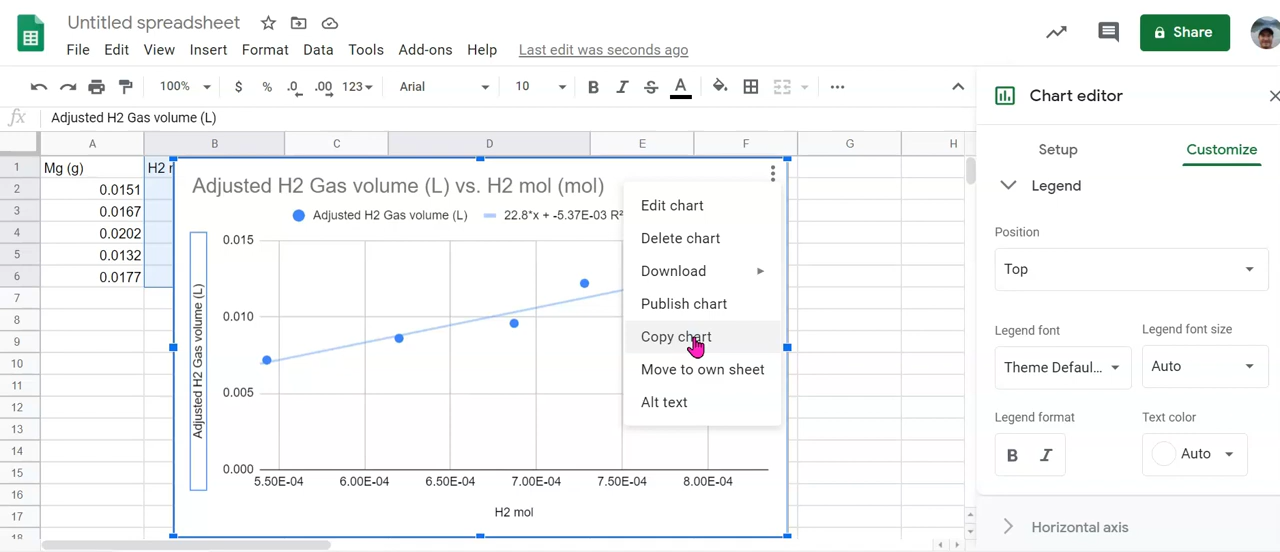 Untitled spreadsheet
File Edit View Insert Format Data Tools Add-ons Help Last edit was seconds ago
Share
100% $ % .0 .00 123 Arial 10 B I S A
fx Adjusted H2 Gas volume (L)
A B C D E F G H
1 Mg (g) H2
2 0.0151
3 0.0167
4 0.0202
5 0.0132
6 0.0177
7
8
9
10
11
12
13
14
15
16
17
18
Adjusted H2 Gas volume (L) vs. H2 mol (mol)
Adjusted H2 Gas volume (L) 22.8*x + -5.37E-03 R²
Adjusted H2 Gas volume (L)
0.015
0.010
0.005
0.000
5.50E-04 6.00E-04 6.50E-04 7.00E-04 7.50E-04 8.00E-04
H2 mol
Edit chart
Delete chart
Download
Publish chart
Copy chart
Move to own sheet
Alt text
Chart editor
Setup Customize
Legend
Position
Top
Legend font Legend font size
Theme Defaul... Auto
Legend format Text color
B I Auto
Horizontal axis